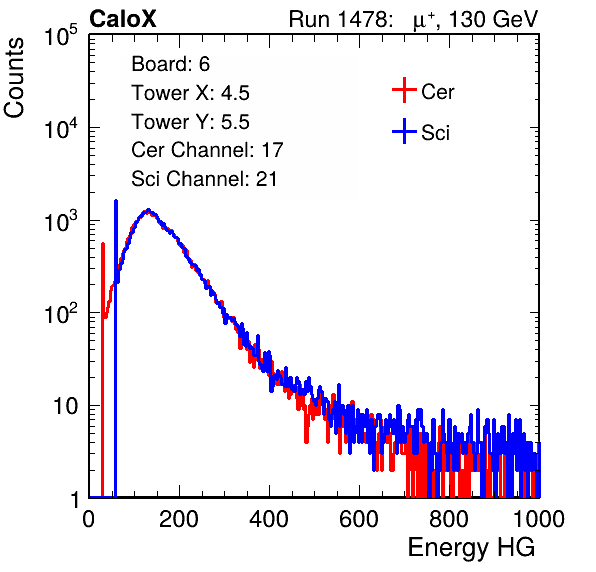 CaloX Run 1478: μ⁺, 130 GeV
Counts
Board: 6
Tower X: 4.5
Tower Y: 5.5
Cer Channel: 17
Sci Channel: 21
Cer
Sci
10⁵
10⁴
10³
10²
10
1
0 200 400 600 800 1000
Energy HG